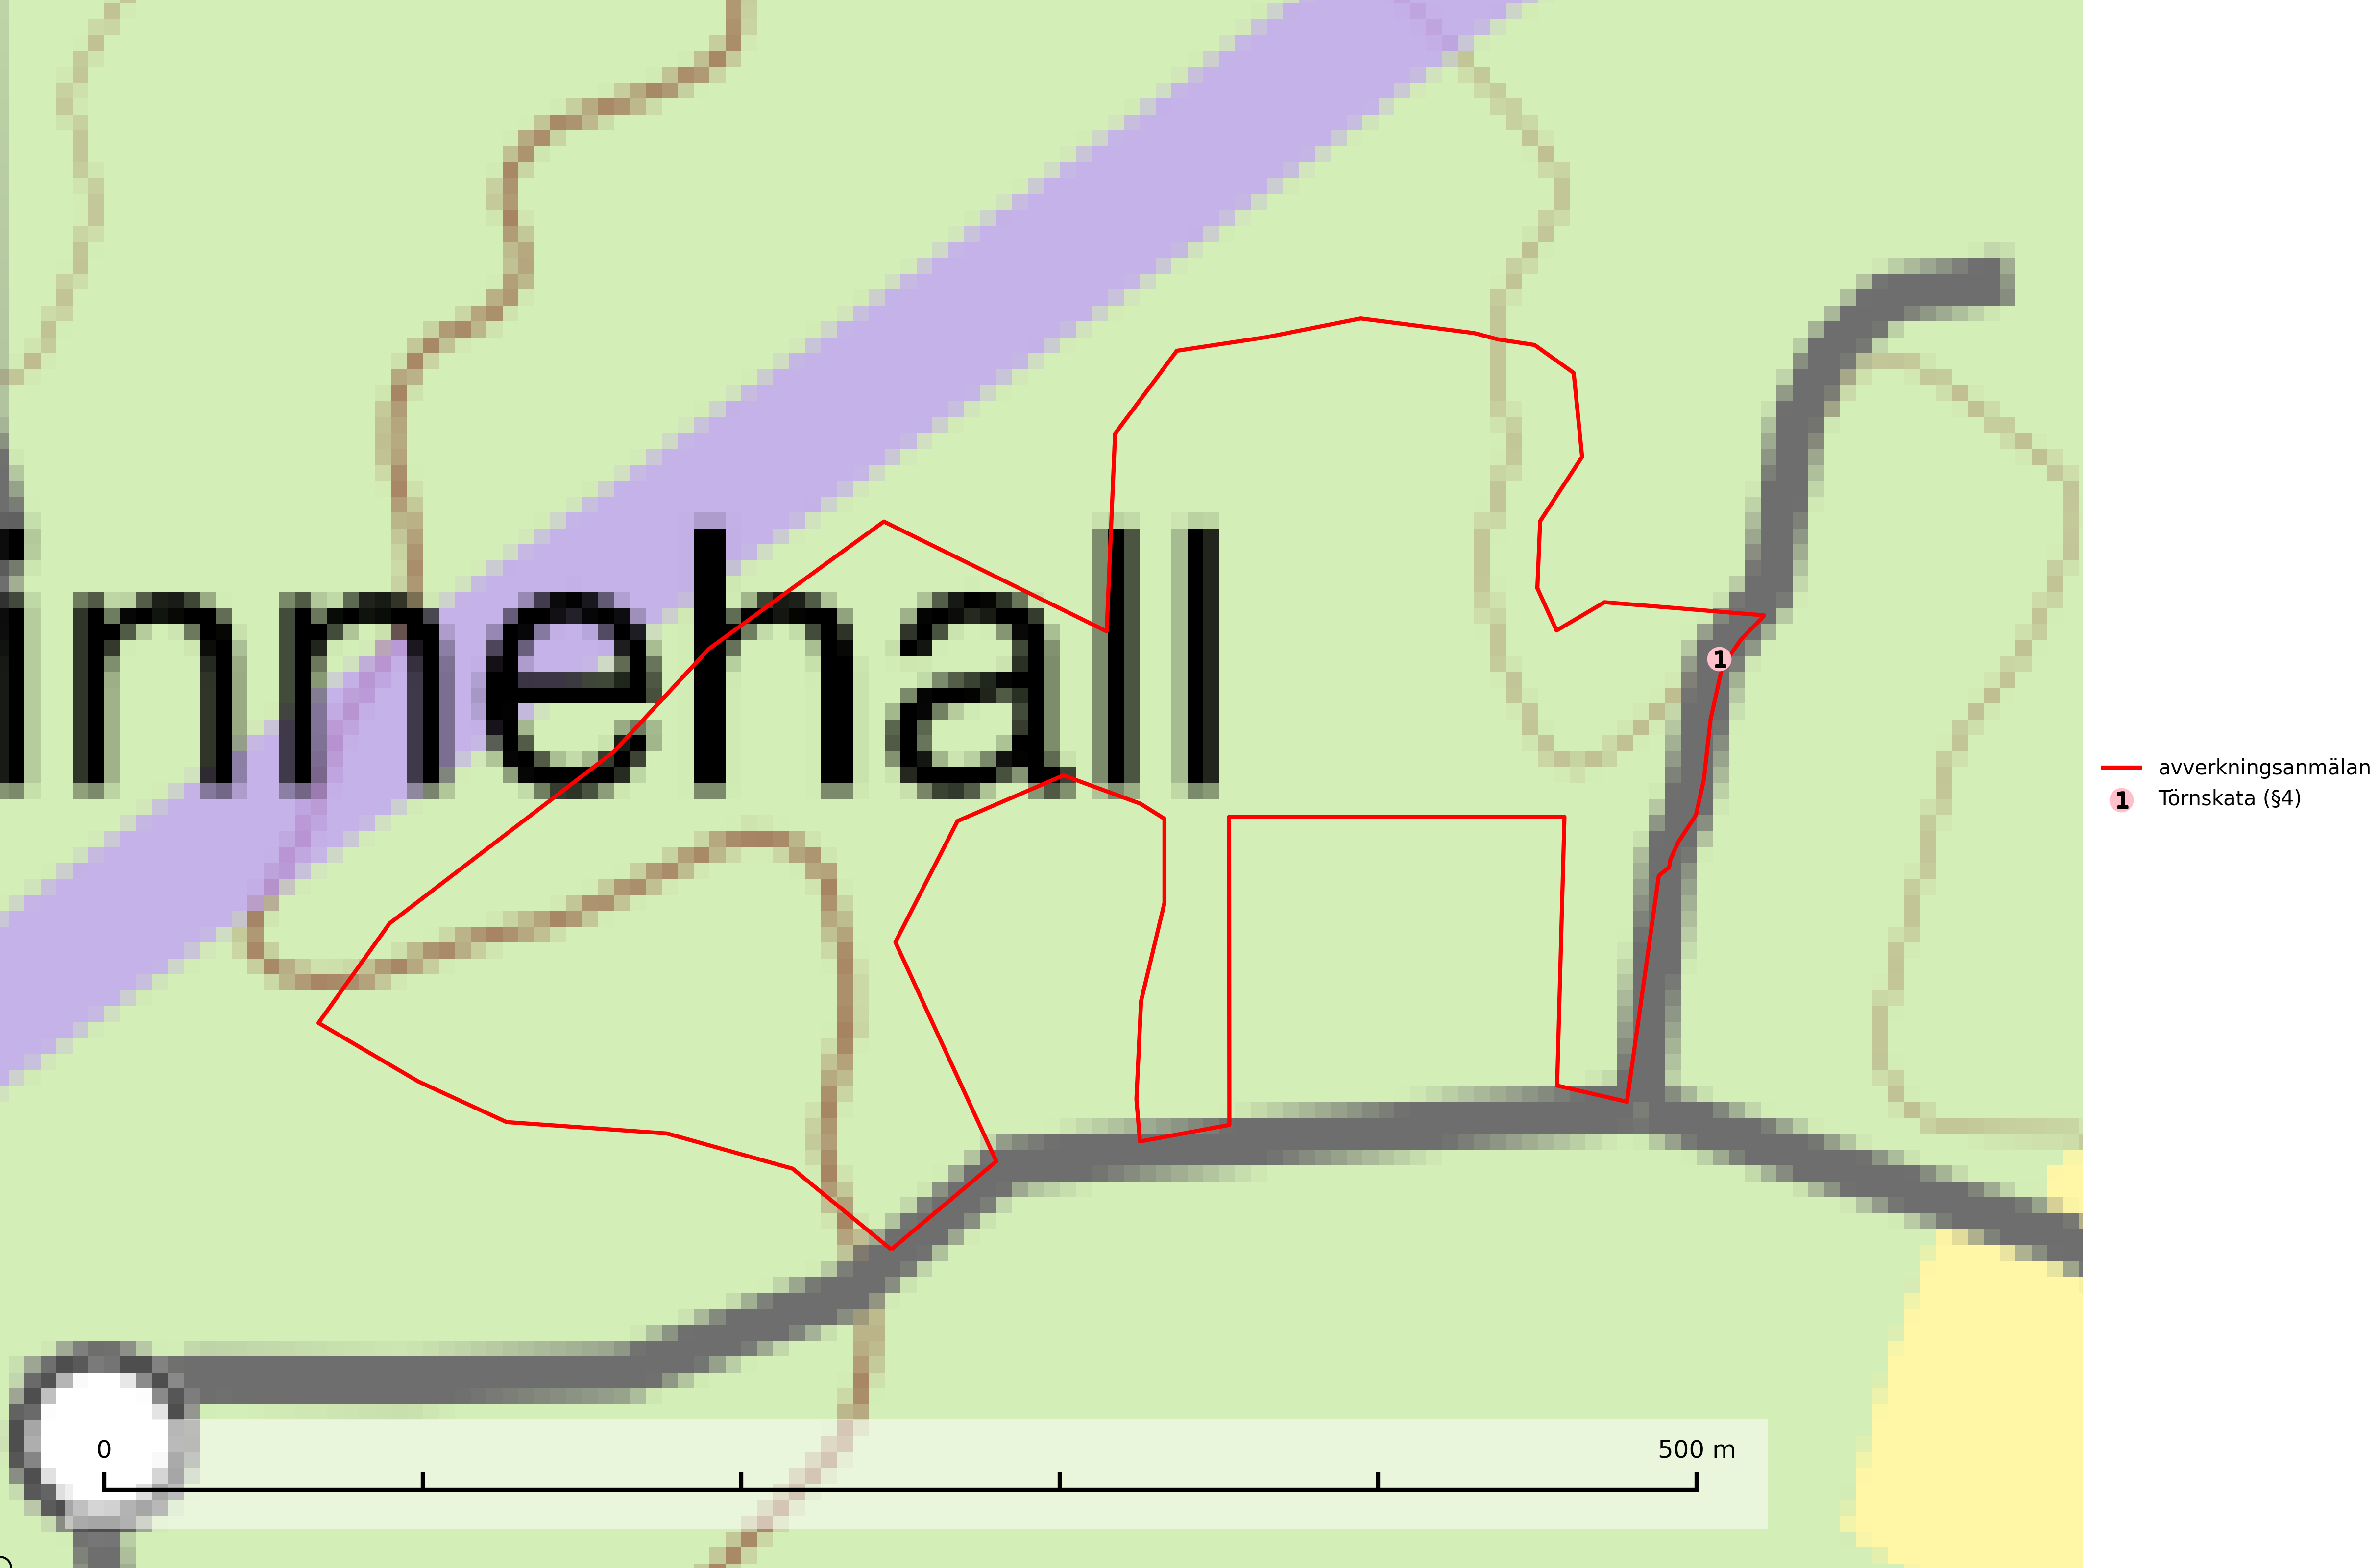 innehall
1
avverkningsanmälan
1 Törnskata (§4)
0 500 m